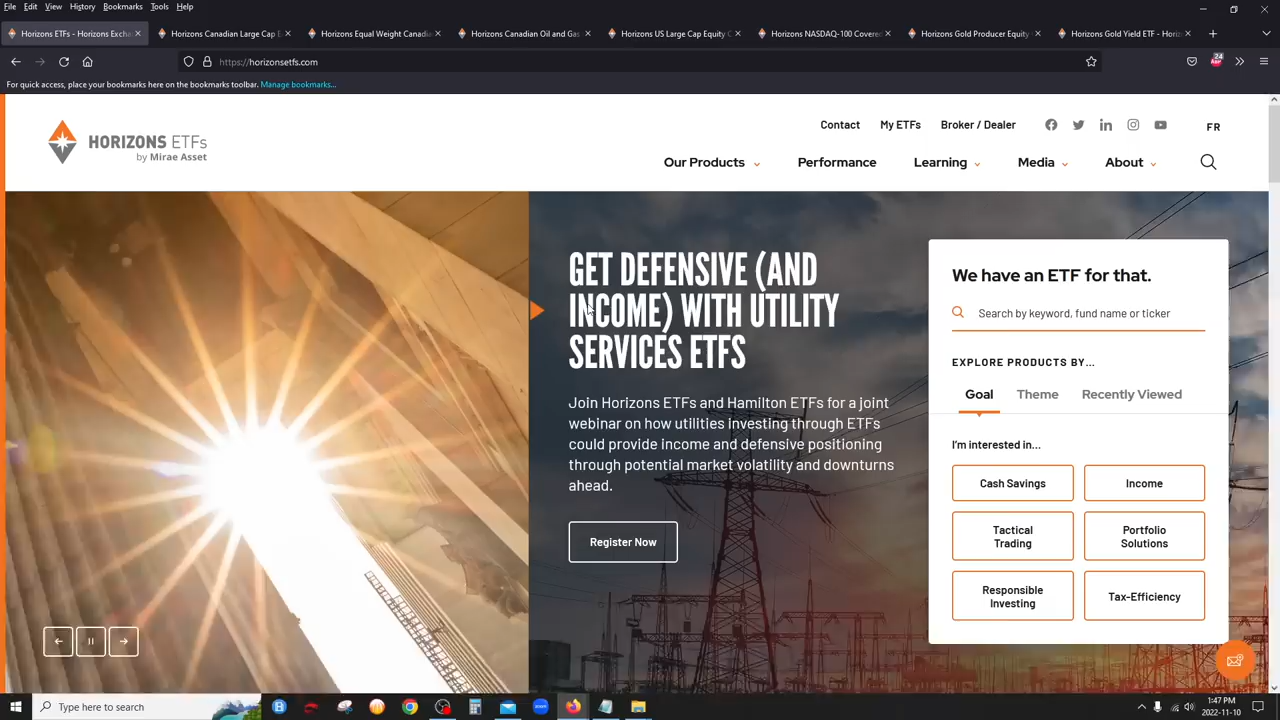 File Edit View History Bookmarks Tools Help
Horizons ETFs - Horizons Excha
Horizons Canadian Large Cap E
Horizons Equal Weight Canadia
Horizons Canadian Oil and Gas
Horizons US Large Cap Equity C
Horizons NASDAQ-100 Covered
Horizons Gold Producer Equity
Horizons Gold Yield ETF - Horiz
https://horizonsetfs.com
24
For quick access, place your bookmarks here on the bookmarks toolbar. Manage bookmarks...
HORIZONS ETFs
by Mirae Asset
Contact My ETFs Broker / Dealer FR
Our Products Performance Learning Media About
GET DEFENSIVE (AND
INCOME) WITH UTILITY
SERVICES ETFS
Join Horizons ETFs and Hamilton ETFs for a joint
webinar on how utilities investing through ETFs
could provide income and defensive positioning
through potential market volatility and downturns
ahead.
Register Now
We have an ETF for that.
Search by keyword, fund name or ticker
EXPLORE PRODUCTS BY...
Goal Theme Recently Viewed
I'm interested in...
Cash Savings
Income
Tactical
Trading
Portfolio
Solutions
Responsible
Investing
Tax-Efficiency
Type here to search
1:47 PM
2022-11-10